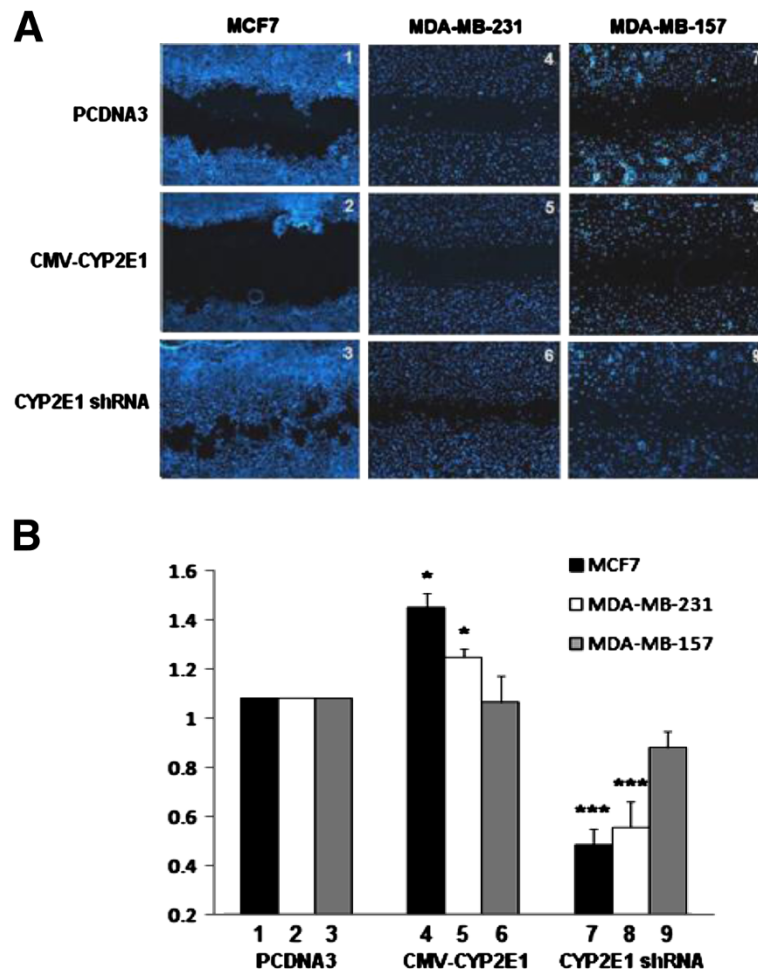 A
MCF7 MDA-MB-231 MDA-MB-157
PCDNA3
1 4 7
CMV-CYP2E1
2 5 8
CYP2E1 shRNA
3 6 9
B
1.6
1.4
1.2
1
0.8
0.6
0.4
0.2
MCF7
MDA-MB-231
MDA-MB-157
* * *** ***
1 2 3 4 5 6 7 8 9
PCDNA3 CMV-CYP2E1 CYP2E1 shRNA